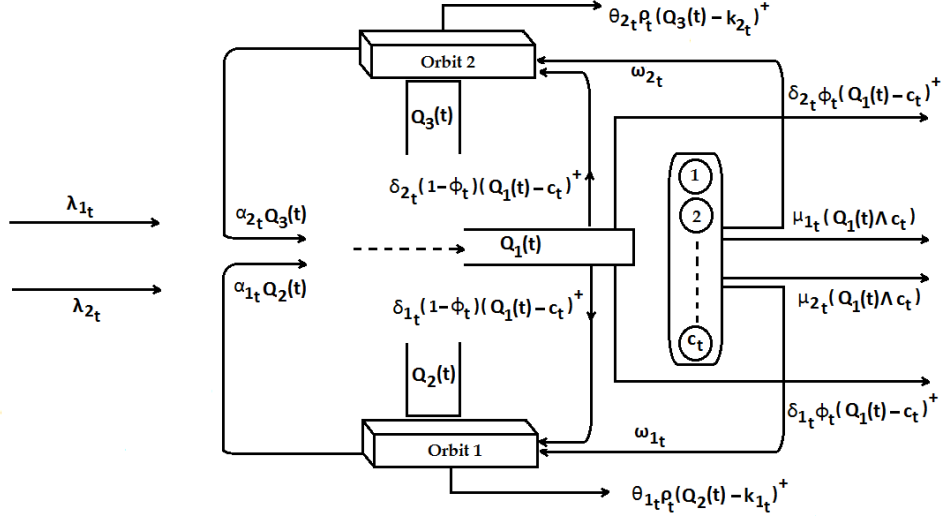 θ₂ₜρₜ(Q₃(t)−k₂ₜ)⁺
Orbit 2
ω₂ₜ
δ₂ₜϕₜ(Q₁(t)−cₜ)⁺
Q₃(t)
1
δ₂ₜ(1−ϕₜ)(Q₁(t)−cₜ)⁺
λ₁ₜ
α₂ₜQ₃(t)
2
μ₁ₜ(Q₁(t)Λcₜ)
Q₁(t)
λ₂ₜ
α₁ₜQ₂(t)
μ₂ₜ(Q₁(t)Λcₜ)
δ₁ₜ(1−ϕₜ)(Q₁(t)−cₜ)⁺
cₜ
Q₂(t)
δ₁ₜϕₜ(Q₁(t)−cₜ)⁺
ω₁ₜ
Orbit 1
θ₁ₜρₜ(Q₂(t)−k₁ₜ)⁺